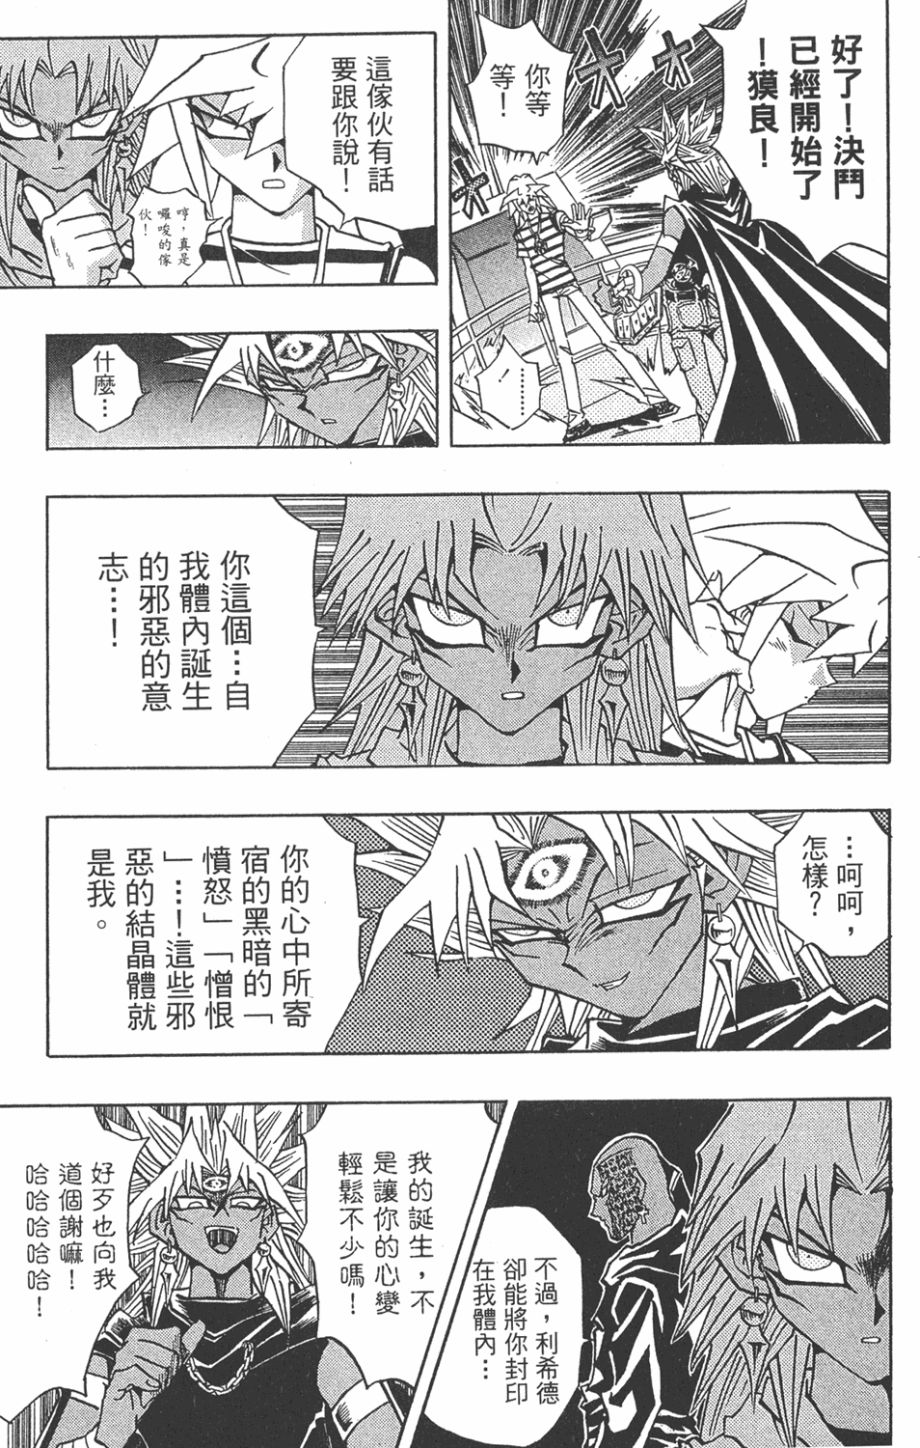 好了！決鬥
已經開始了
！獏良！
你等
等！
………
這傢伙有話
要跟你說！
哼，真是
囉唆的傢
伙！
什麼…
你這個…自
我體內誕生
的邪惡的意
志…！
…呵呵，
怎樣？
你的心中所寄
宿的黑暗的「
憤怒」「憎恨
」…！這些邪
惡的結晶體就
是我。
不過，利希德
卻能將你封印
在我體內…
我的誕生，不
是讓你的心變
輕鬆不少嗎！
好歹也向我
道個謝嘛！
哈哈哈哈哈！